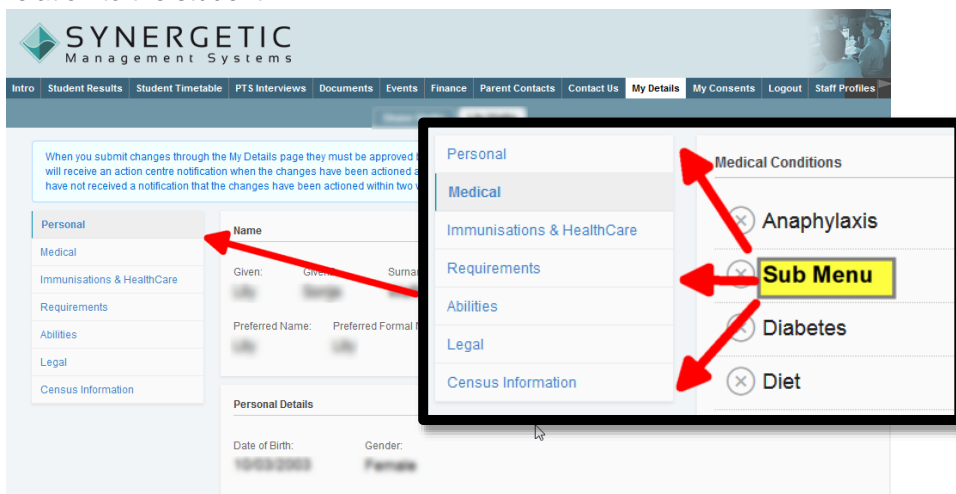 SYNERGETIC
Management Systems
Intro Student Results Student Timetable PTS Interviews Documents Events Finance Parent Contacts Contact Us My Details My Consents Logout Staff Profiles
When you submit changes through the My Details page they must be approved
will receive an action centre notification when the changes have been actioned
have not received a notification that the changes have been actioned within two
Personal
Medical
Immunisations & HealthCare
Requirements
Abilities
Legal
Census Information
Name
Given:
Preferred Name: Preferred Formal
Personal Details
Date of Birth: Gender:
10/03/2003 Female
Personal
Medical
Immunisations & HealthCare
Requirements
Abilities
Legal
Census Information
Medical Conditions
Anaphylaxis
Sub Menu
Diabetes
Diet